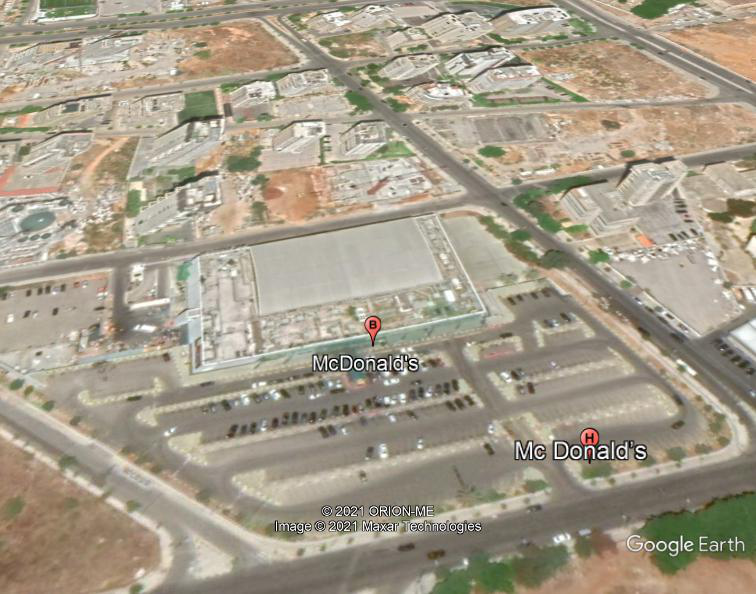 B
McDonald's
H
Mc Donald's
© 2021 ORION-ME
Image © 2021 Maxar Technologies
Google Earth